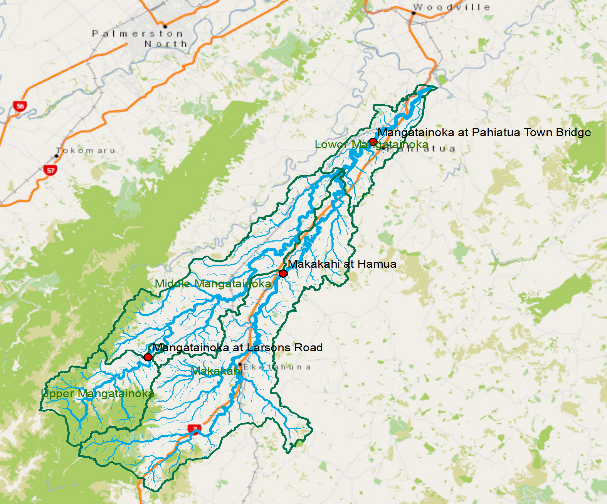 Woodville
Palmerston
North
56
Mangatainoka at Pahiatua Town Bridge
Lower Mangatainoka
Tokomaru
57
Makakahi at Hamua
Middle Mangatainoka
Mangatainoka at Larsons Road
Makakahi
Upper Mangatainoka
2